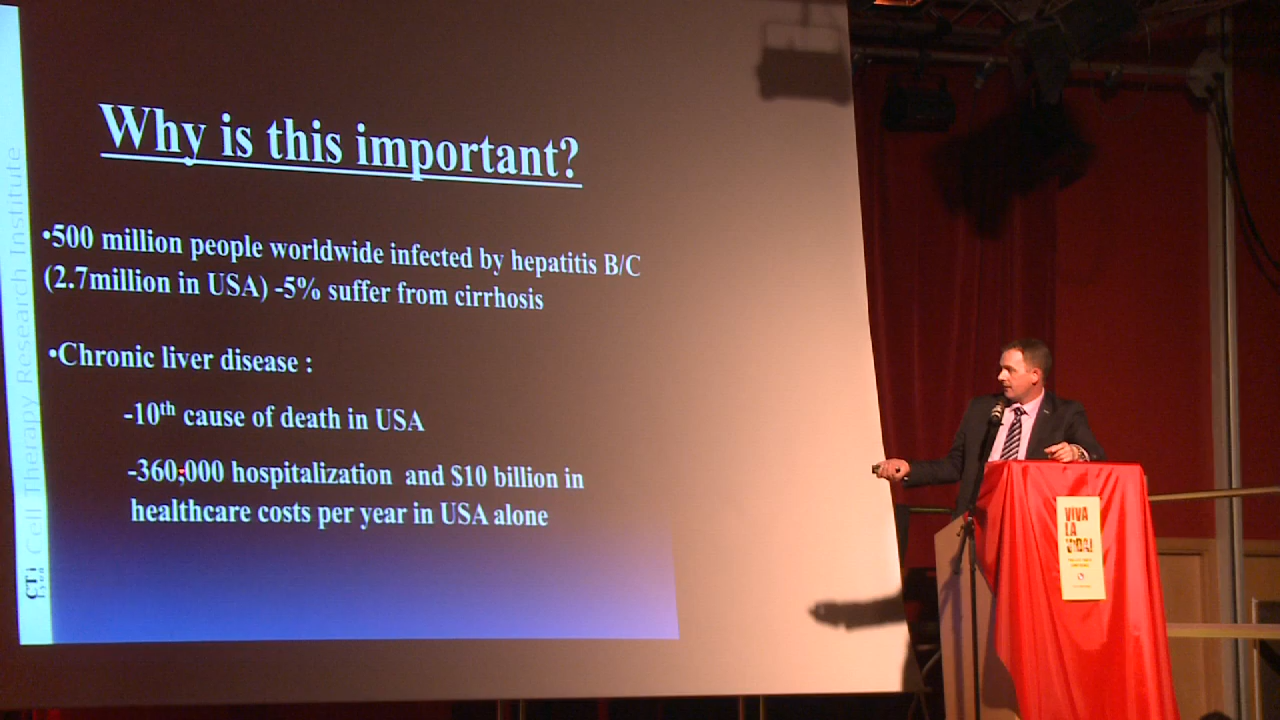 Why is this important?
•500 million people worldwide infected by hepatitis B/C
(2.7million in USA) -5% suffer from cirrhosis
•Chronic liver disease :
-10th cause of death in USA
-360,000 hospitalization and $10 billion in
healthcare costs per year in USA alone
Cell Therapy Research Institute
CTI
Lyon
VIVA
LA
VIDA!